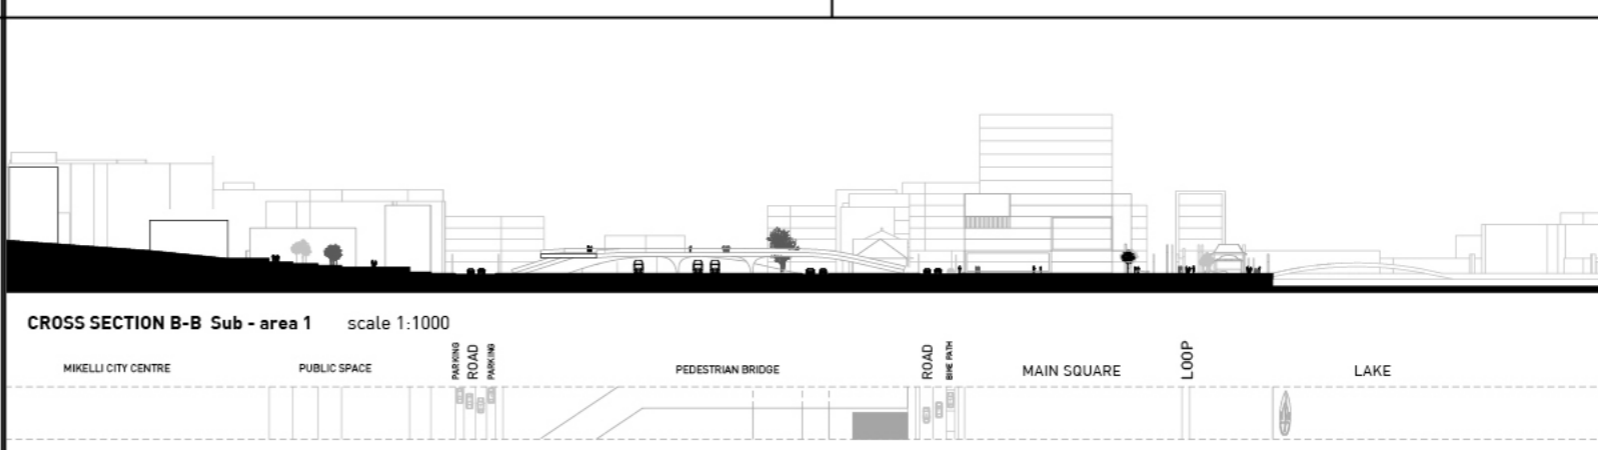 CROSS SECTION B-B Sub - area 1 scale 1:1000
MIKELLI CITY CENTRE
PUBLIC SPACE
PARKING
ROAD
PARKING
PEDESTRIAN BRIDGE
ROAD
BIKE PATH
MAIN SQUARE
LOOP
LAKE